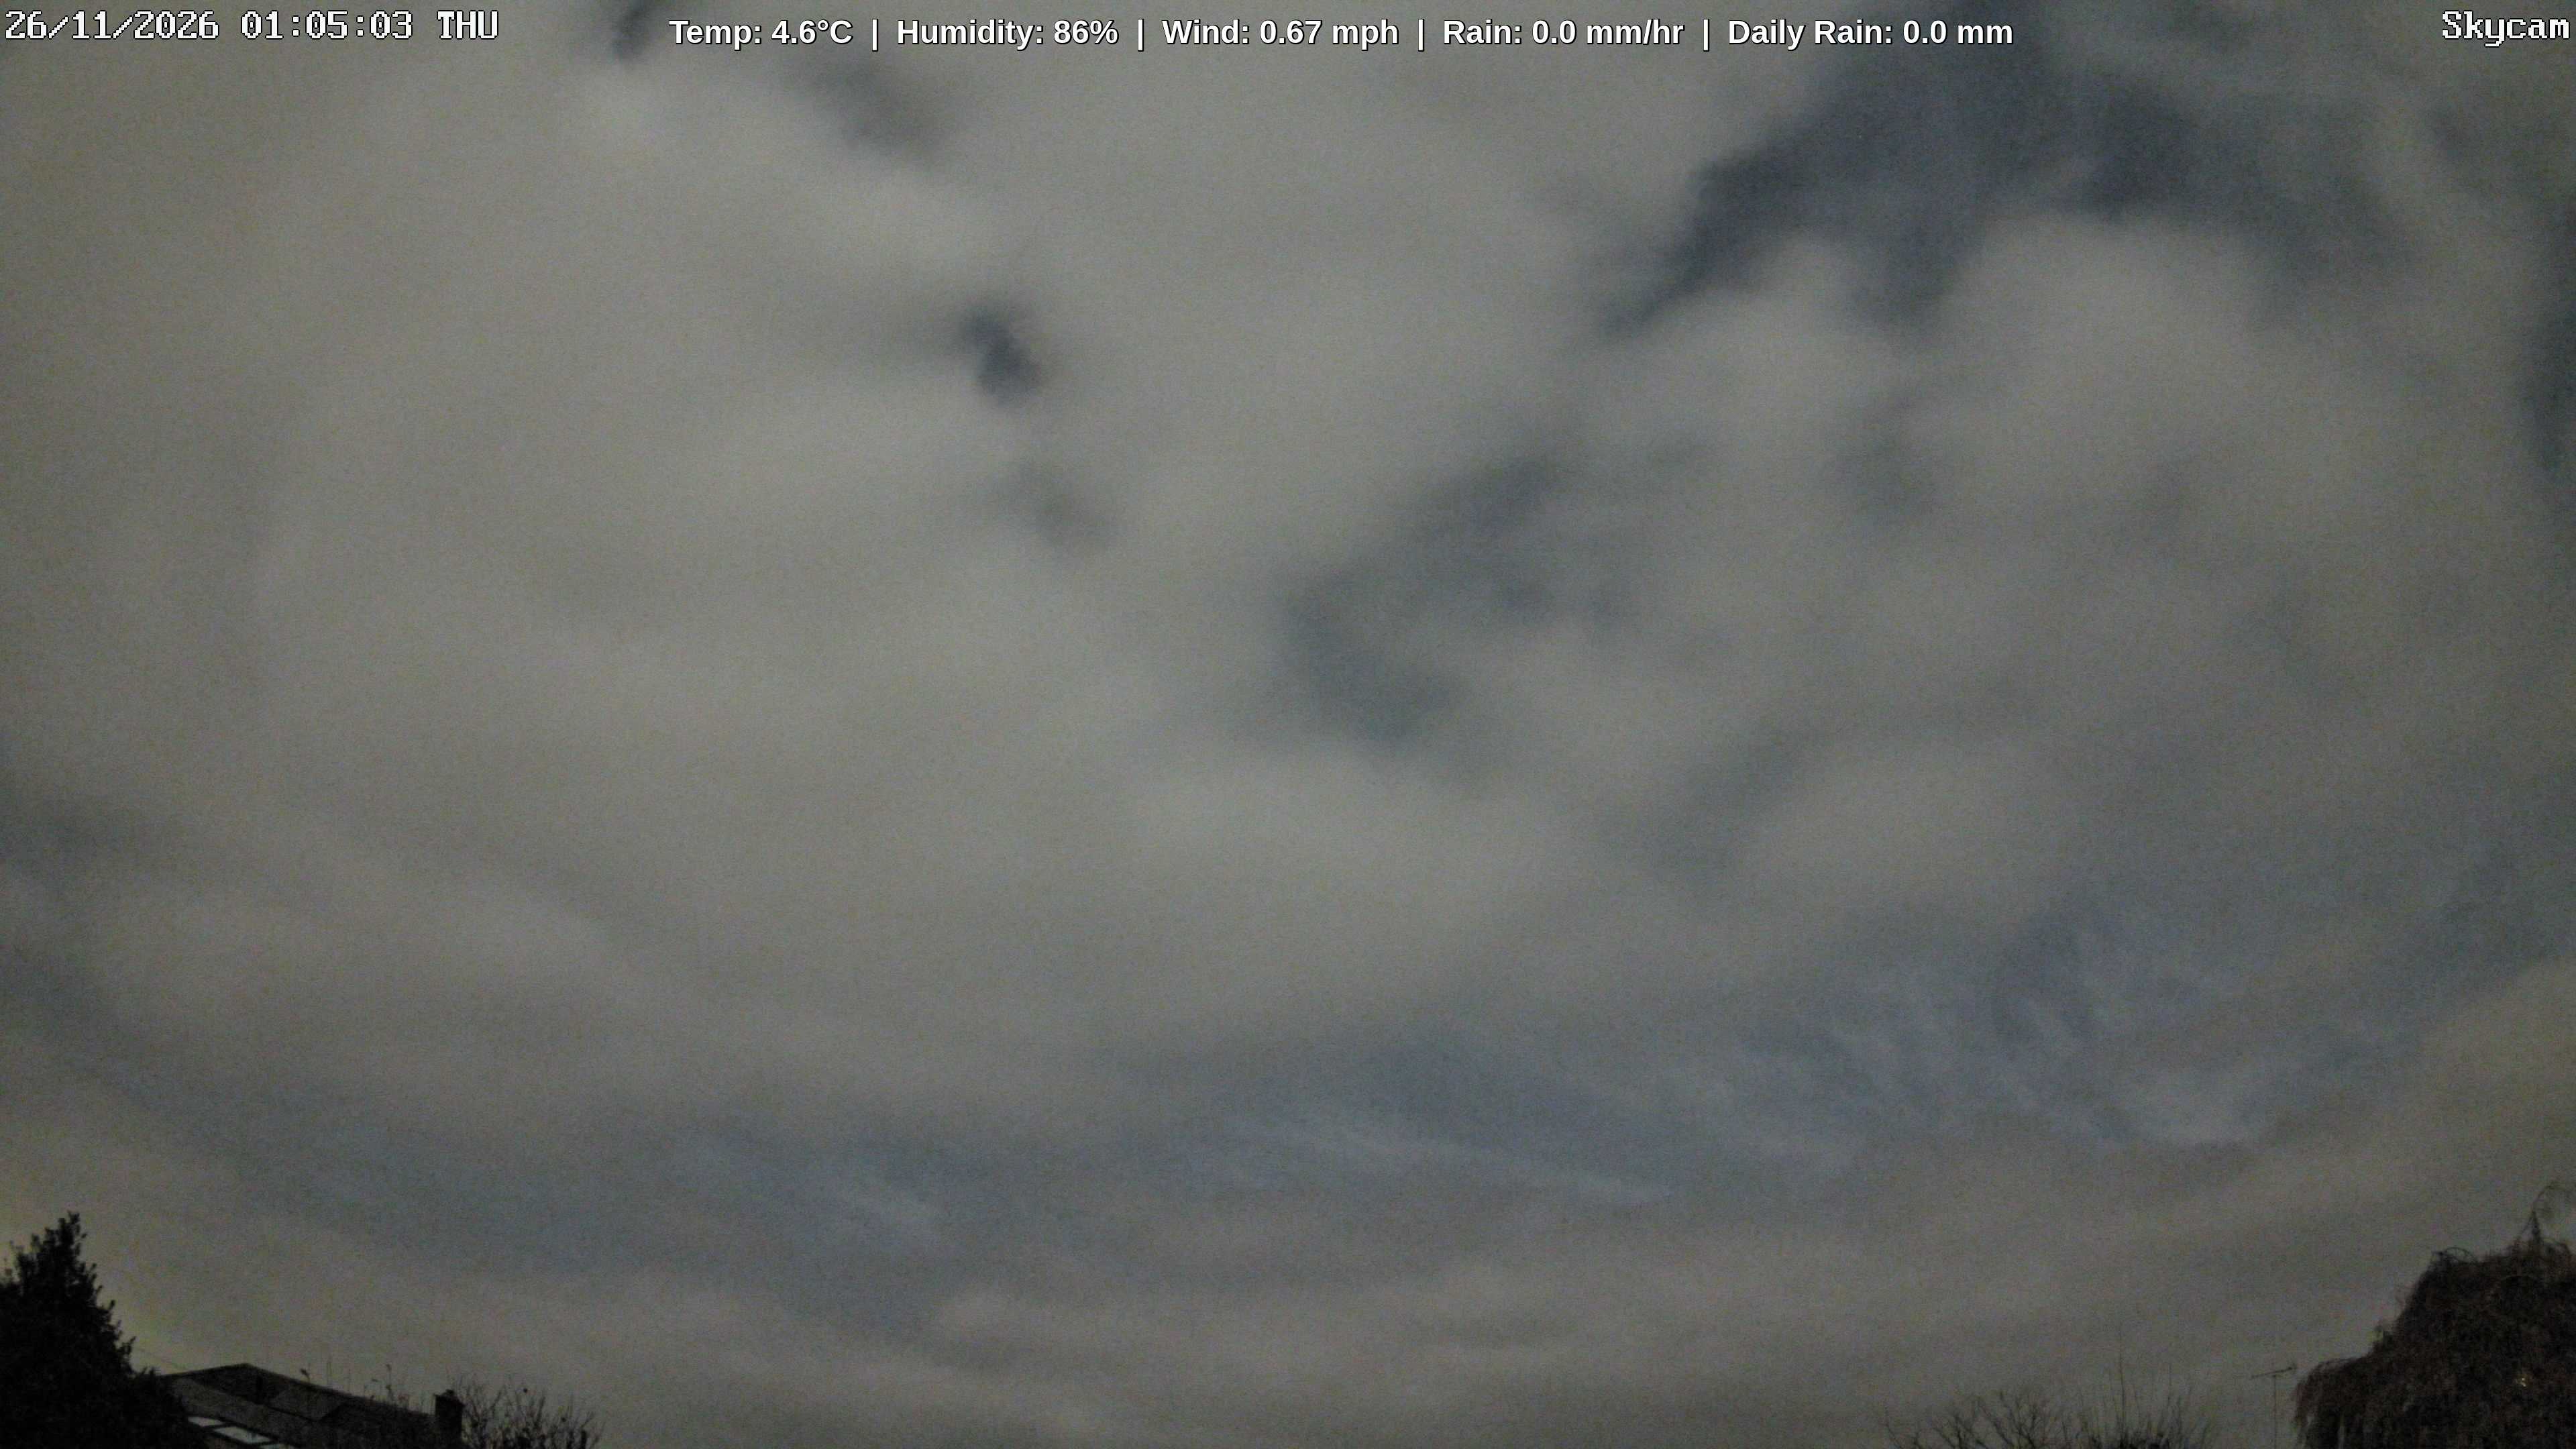 26/11/2026 01:05:03 THU
Temp: 4.6°C | Humidity: 86% | Wind: 0.67 mph | Rain: 0.0 mm/hr | Daily Rain: 0.0 mm
Skycam